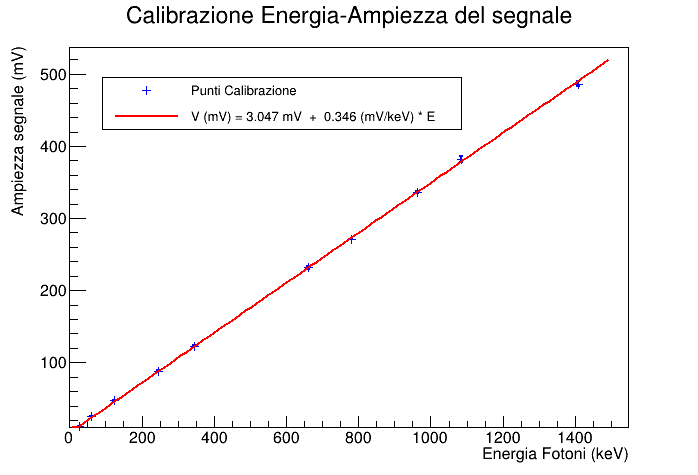 Calibrazione Energia-Ampiezza del segnale
Ampiezza segnale (mV)
500
400
300
200
100
Punti Calibrazione
V (mV) = 3.047 mV + 0.346 (mV/keV) * E
0 200 400 600 800 1000 1200 1400
Energia Fotoni (keV)